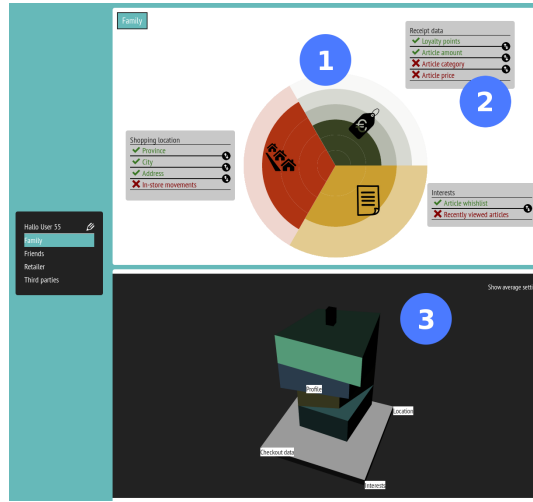 Family
1
Receipt data
Loyalty points
Article amount
Article category
Article price
2
Shopping location
Province
City
Address
In-store movements
€
Interests
Article whishlist
Recently viewed articles
Hallo User 55
Family
Friends
Retailer
Third parties
Show average setti
3
Profile
Location
Checkout data
Interests